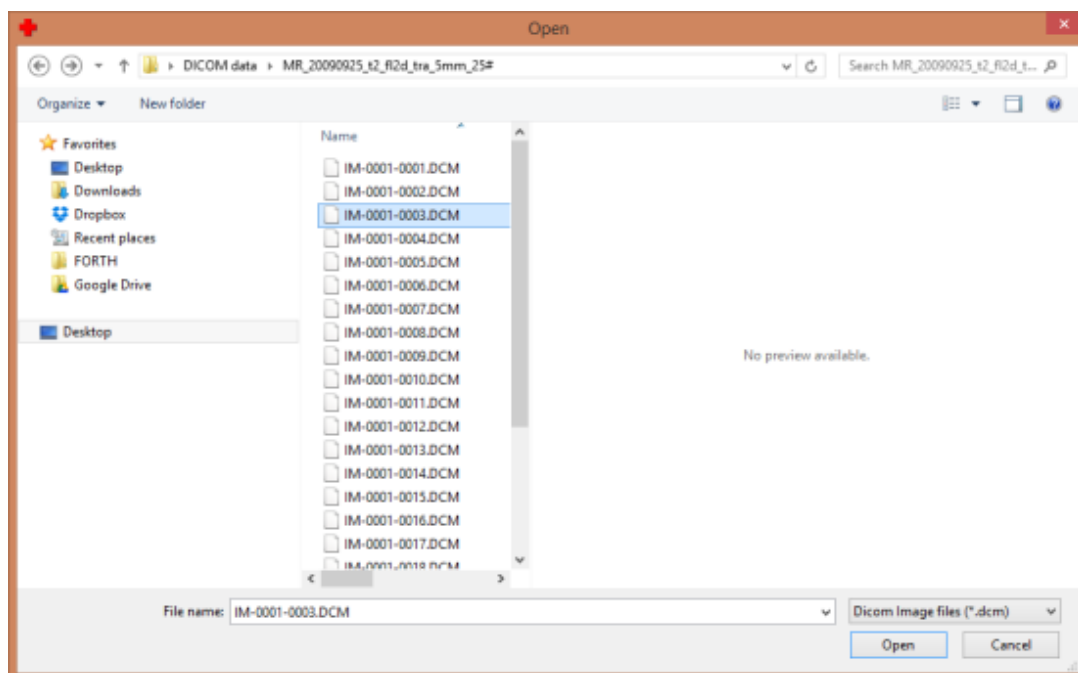 Open
DICOM data MR_20090925_t2_fl2d_tra_5mm_25# Search MR_20090925_t2_fl2d_t...
Organize New folder
Name
Favorites
Desktop
Downloads
Dropbox
Recent places
FORTH
Google Drive
Desktop
IM-0001-0001.DCM
IM-0001-0002.DCM
IM-0001-0003.DCM
IM-0001-0004.DCM
IM-0001-0005.DCM
IM-0001-0006.DCM
IM-0001-0007.DCM
IM-0001-0008.DCM
IM-0001-0009.DCM
IM-0001-0010.DCM
IM-0001-0011.DCM
IM-0001-0012.DCM
IM-0001-0013.DCM
IM-0001-0014.DCM
IM-0001-0015.DCM
IM-0001-0016.DCM
IM-0001-0017.DCM
IM-0001-0018.DCM
No preview available.
File name: IM-0001-0003.DCM Dicom Image files (*.dcm)
Open Cancel